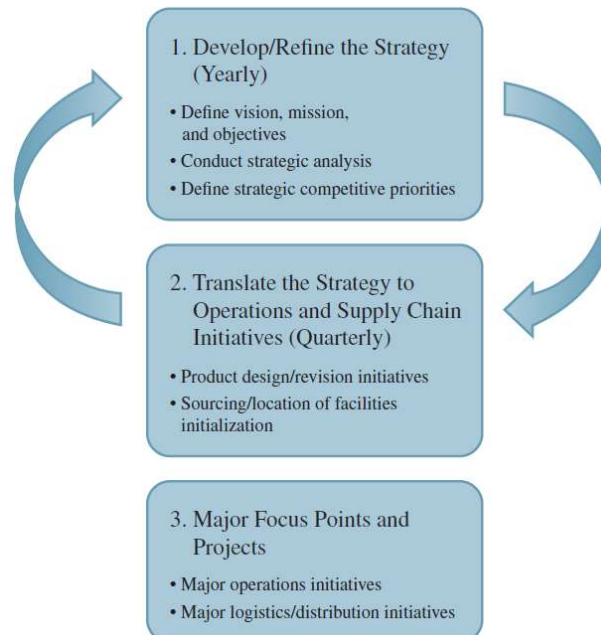 1. Develop/Refine the Strategy
(Yearly)
• Define vision, mission,
and objectives
• Conduct strategic analysis
• Define strategic competitive priorities
2. Translate the Strategy to
Operations and Supply Chain
Initiatives (Quarterly)
• Product design/revision initiatives
• Sourcing/location of facilities
initialization
3. Major Focus Points and
Projects
• Major operations initiatives
• Major logistics/distribution initiatives